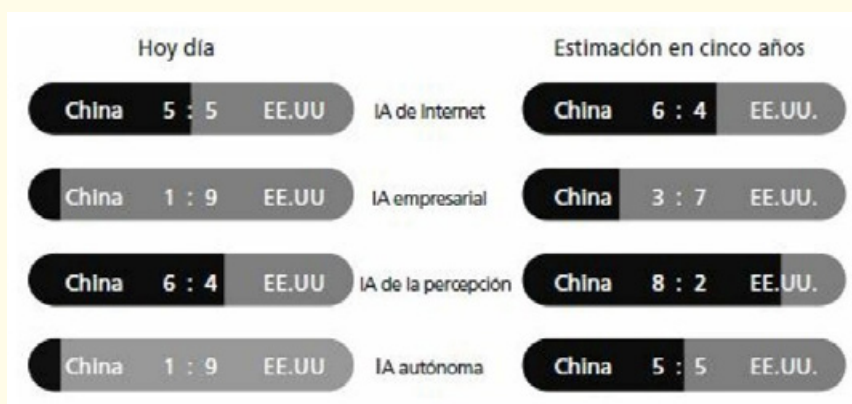 Hoy día Estimación en cinco años
China 5 : 5 EE.UU IA de Internet China 6 : 4 EE.UU.
China 1 : 9 EE.UU IA empresarial China 3 : 7 EE.UU.
China 6 : 4 EE.UU IA de la percepción China 8 : 2 EE.UU.
China 1 : 9 EE.UU IA autónoma China 5 : 5 EE.UU.